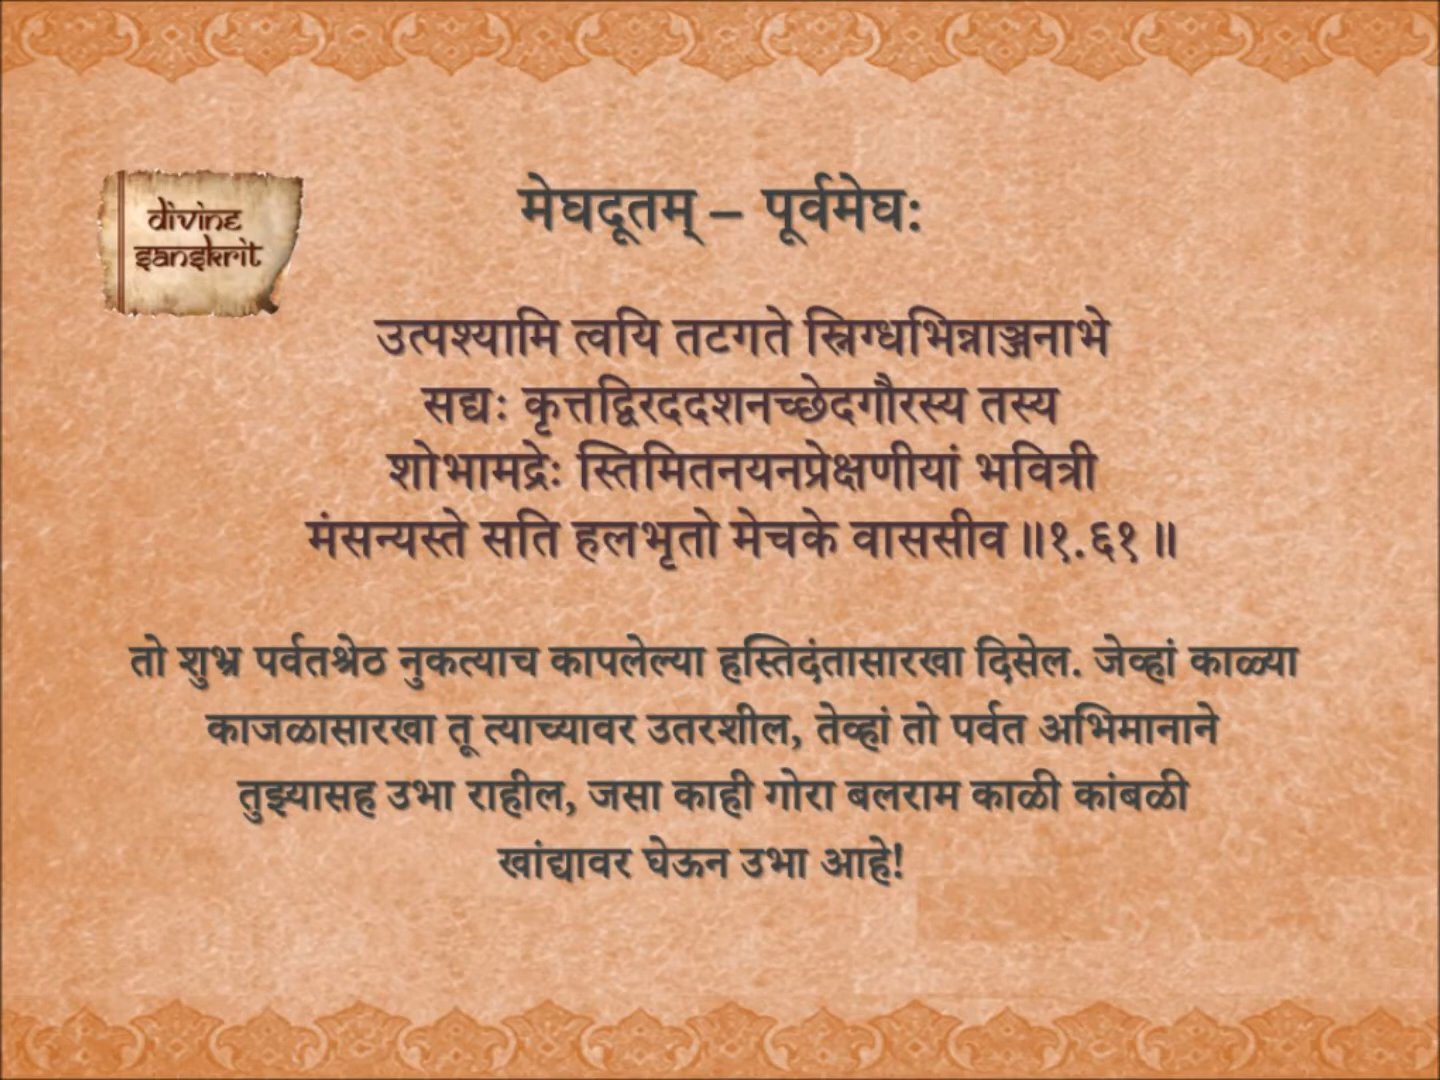 divine
sanskrit
मेघदूतम् – पूर्वमेघः
उत्पश्यामि त्वयि तटगते स्निग्धभिन्नाञ्जनाभे
सद्यः कृत्तद्विरददशनच्छेदगौरस्य तस्य
शोभामद्रेः स्तिमितनयनप्रेक्षणीयां भवित्री
मंसन्यस्ते सति हलभृतो मेचके वाससीव ॥१.६१॥
तो शुभ्र पर्वतश्रेठ नुकत्याच कापलेल्या हस्तिदंतासारखा दिसेल. जेव्हां काळ्या
काजळासारखा तू त्याच्यावर उतरशील, तेव्हां तो पर्वत अभिमानाने
तुझ्यासह उभा राहील, जसा काही गोरा बलराम काळी कांबळी
खांद्यावर घेऊन उभा आहे!